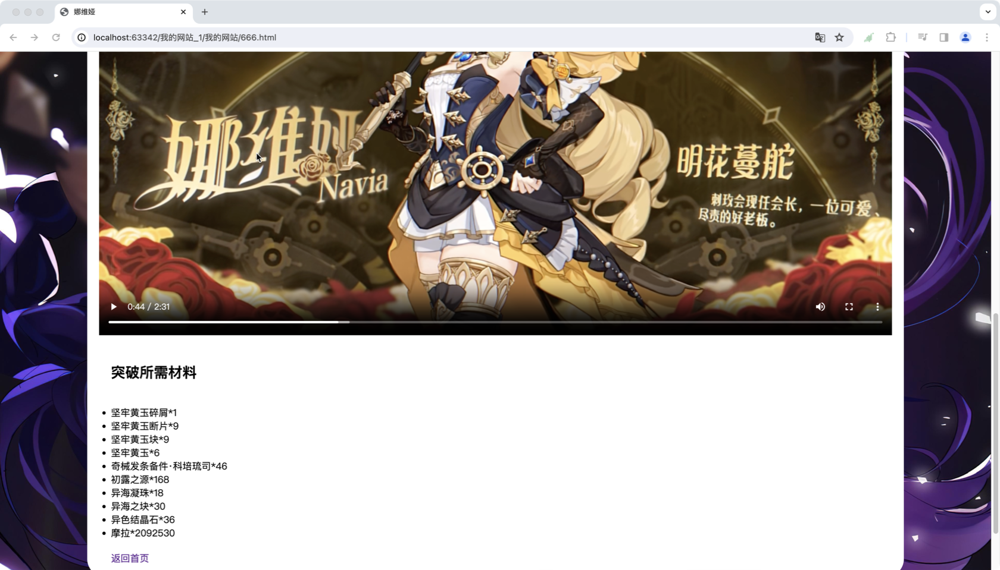 娜维娅
localhost:63342/我的网站_1/我的网站/666.html
娜维娅
Navia
明花蔓舵
刺玫会现任会长，一位可爱、
尽责的好老板。
0:44 / 2:31
突破所需材料
坚牢黄玉碎屑*1
坚牢黄玉断片*9
坚牢黄玉块*9
坚牢黄玉*6
奇械发条备件·科培琉司*46
初露之源*168
异海凝珠*18
异海之块*30
异色结晶石*36
摩拉*2092530
返回首页